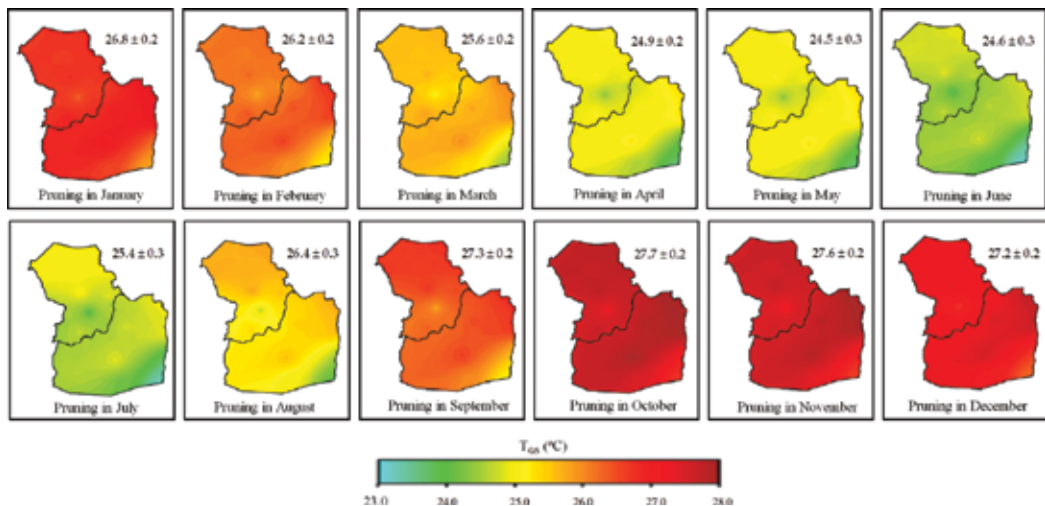 26.8 ± 0.2
Pruning in January
26.2 ± 0.2
Pruning in February
25.6 ± 0.2
Pruning in March
24.9 ± 0.2
Pruning in April
24.5 ± 0.3
Pruning in May
24.6 ± 0.3
Pruning in June
25.4 ± 0.3
Pruning in July
26.4 ± 0.3
Pruning in August
27.3 ± 0.2
Pruning in September
27.7 ± 0.2
Pruning in October
27.6 ± 0.2
Pruning in November
27.2 ± 0.2
Pruning in December
T_GS (ºC)
23.0 24.0 25.0 26.0 27.0 28.0